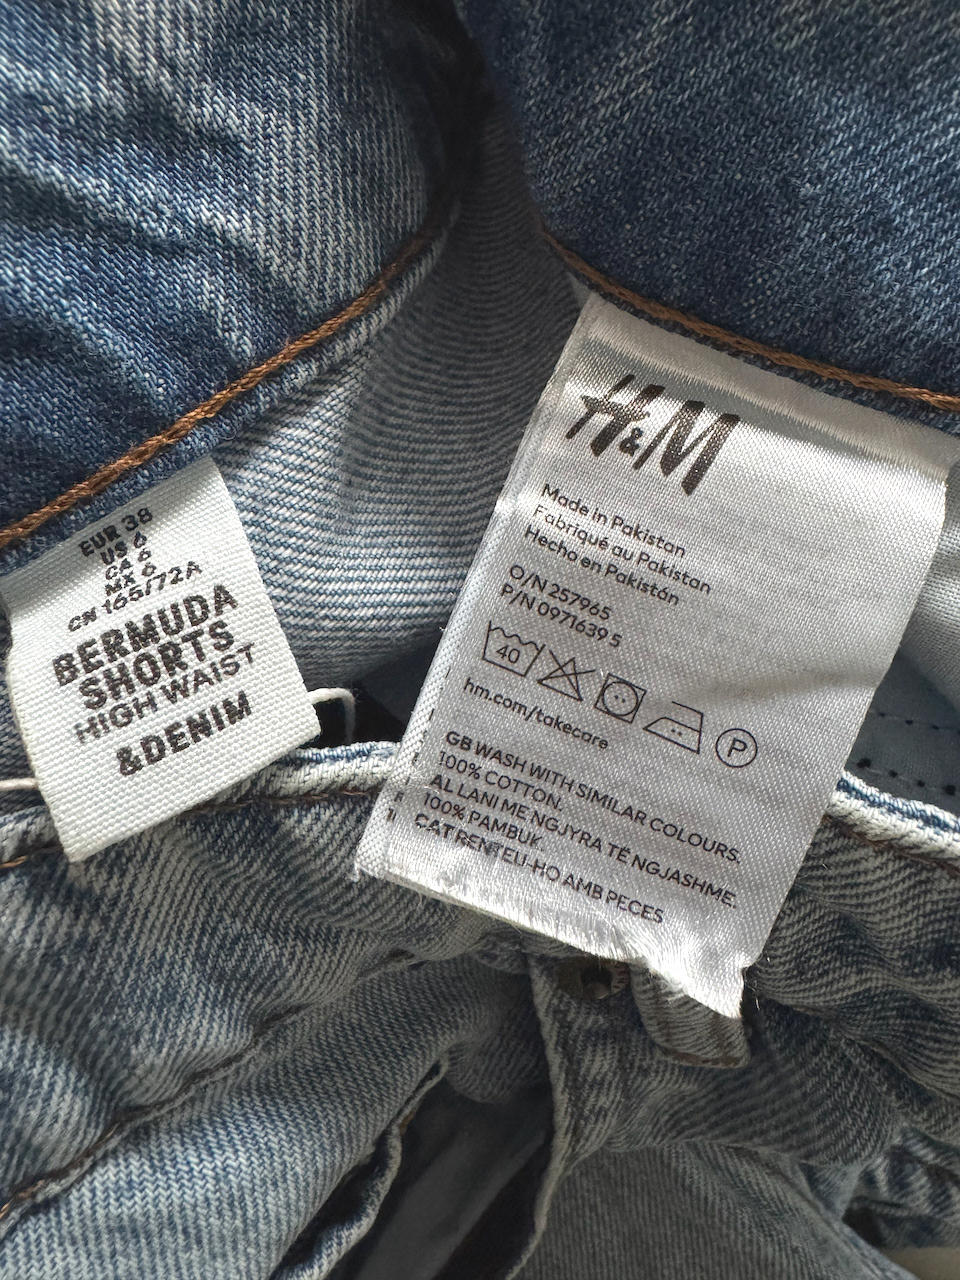 EUR 38
US 6
CA 6
MX 6
CN 165/72A
BERMUDA
SHORTS
HIGH WAIST
&DENIM
H&M
Made in Pakistan
Fabriqué au Pakistan
Hecho en Pakistán
O/N 257965
P/N 0971639 5
40
P
hm.com/takecare
GB WASH WITH SIMILAR COLOURS.
100% COTTON.
AL LANI ME NGJYRA TË NGJASHME.
100% PAMBUK.
CAT RENTEU-HO AMB PECES